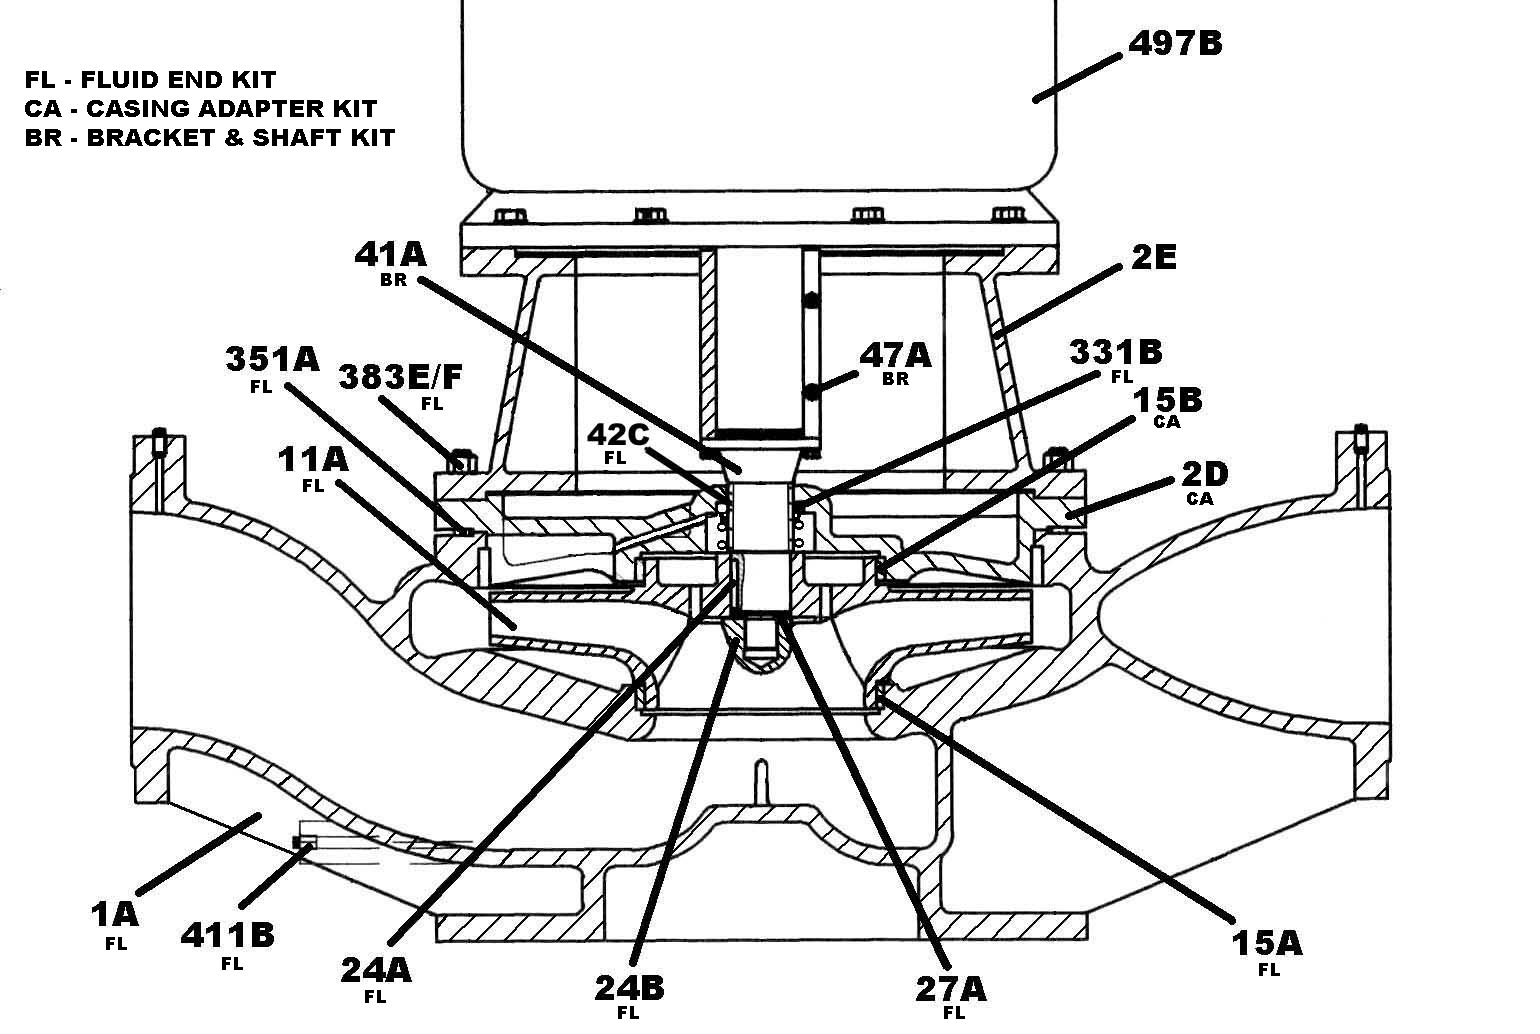 497B
FL - FLUID END KIT
CA - CASING ADAPTER KIT
BR - BRACKET & SHAFT KIT
41A
BR
2E
351A
FL
383E/F
FL
47A
BR
331B
FL
15B
CA
42C
FL
11A
FL
2D
CA
1A
FL
411B
FL
24A
FL
24B
FL
27A
FL
15A
FL